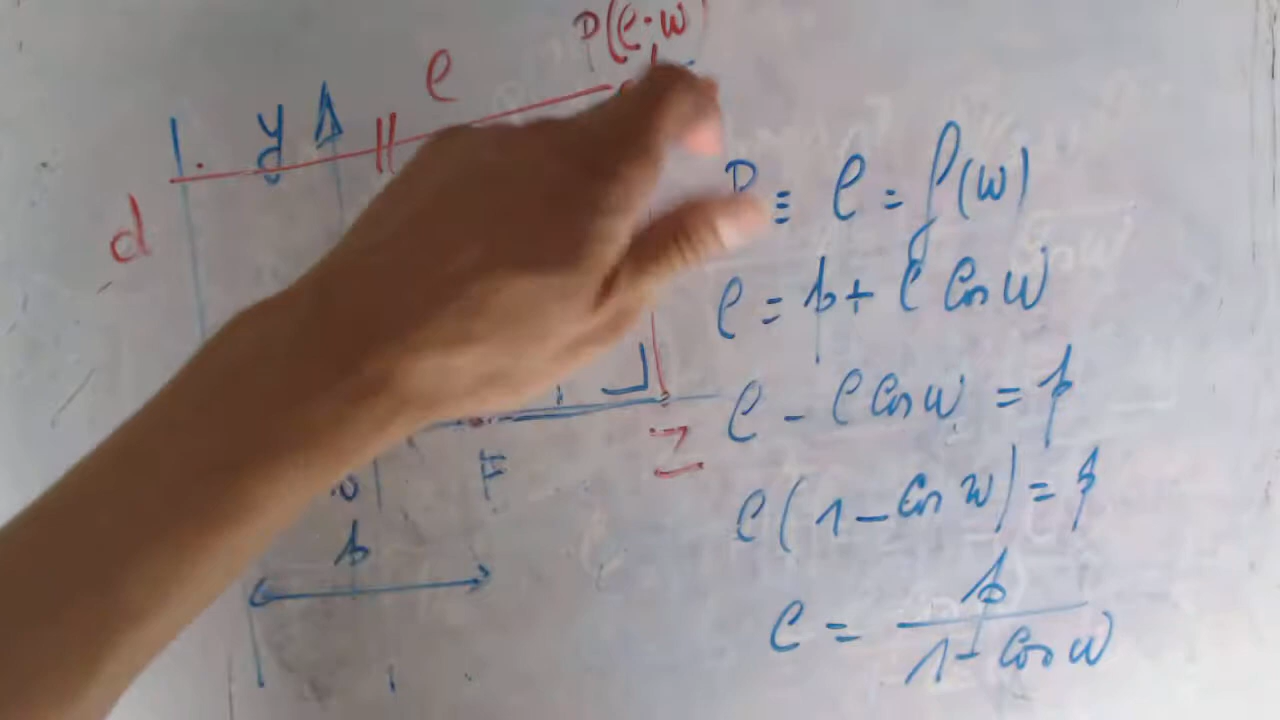 P(ρ·ω)
e
y
d
P ≡ ρ = f(ω)
ρ = p + ρ Cos ω
ρ - ρ Cos ω = p
ρ(1 - Cos ω) = p
ρ = p / (1 - Cos ω)
F
Z
p